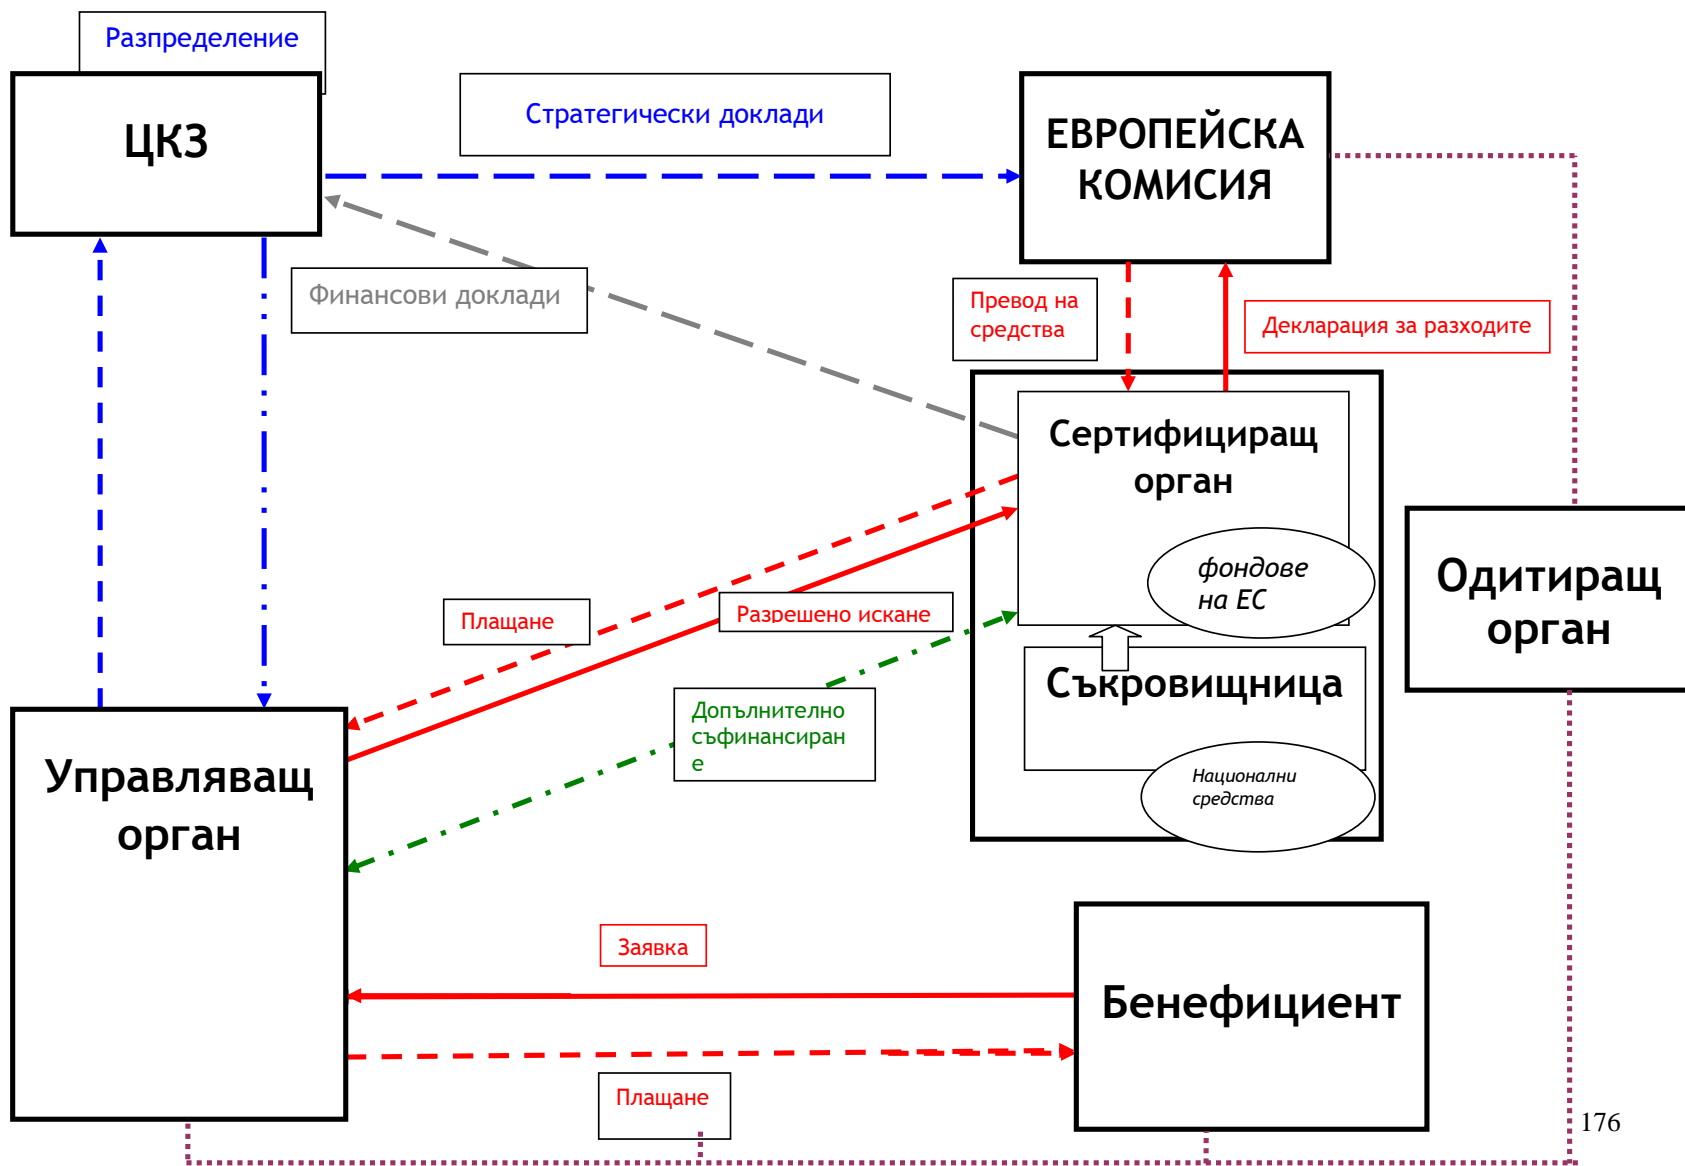 Разпределение
ЦКЗ
Стратегически доклади
ЕВРОПЕЙСКА
КОМИСИЯ
Финансови доклади
Превод на
средства
Декларация за разходите
Сертифициращ
орган
фондове
на ЕС
Одитиращ
орган
Плащане
Разрешено искане
Съкровищница
Допълнително
съфинансиран
е
Национални
средства
Управляващ
орган
Заявка
Бенефициент
Плащане
176